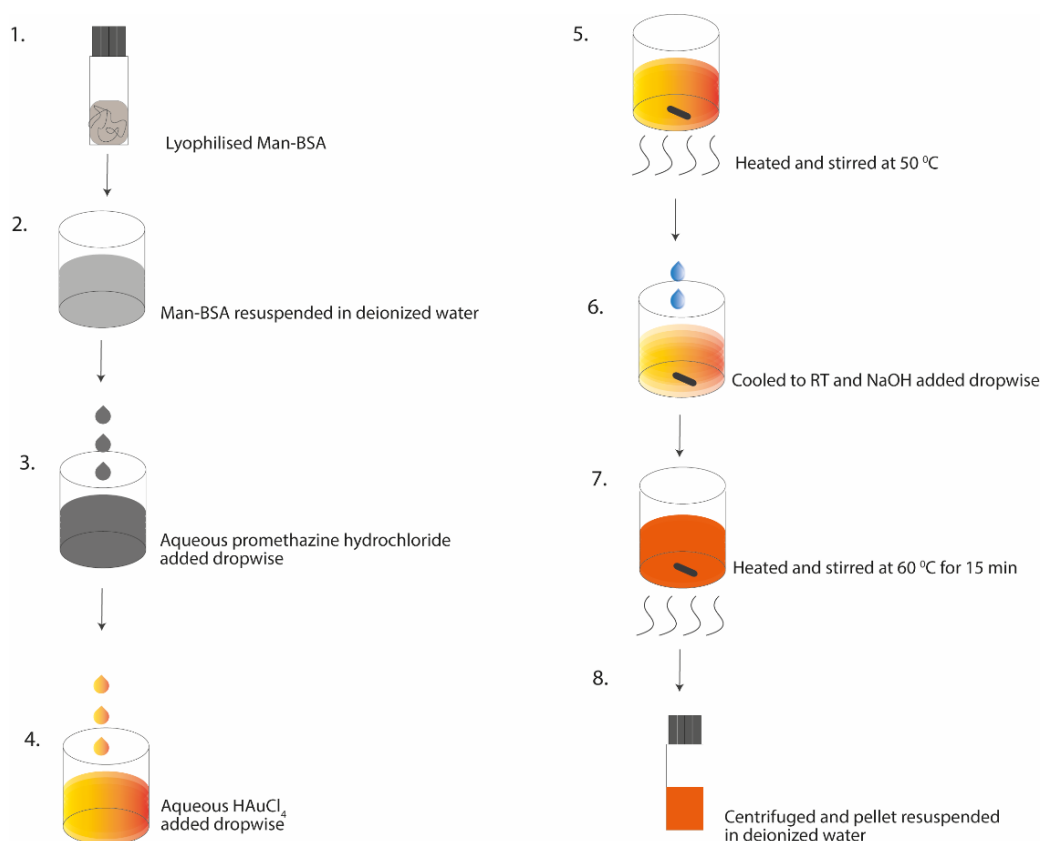 1.
Lyophilised Man-BSA
2.
Man-BSA resuspended in deionized water
3.
Aqueous promethazine hydrochloride
added dropwise
4.
Aqueous HAuCl₄
added dropwise
5.
Heated and stirred at 50 ⁰C
6.
Cooled to RT and NaOH added dropwise
7.
Heated and stirred at 60 ⁰C for 15 min
8.
Centrifuged and pellet resuspended
in deionized water